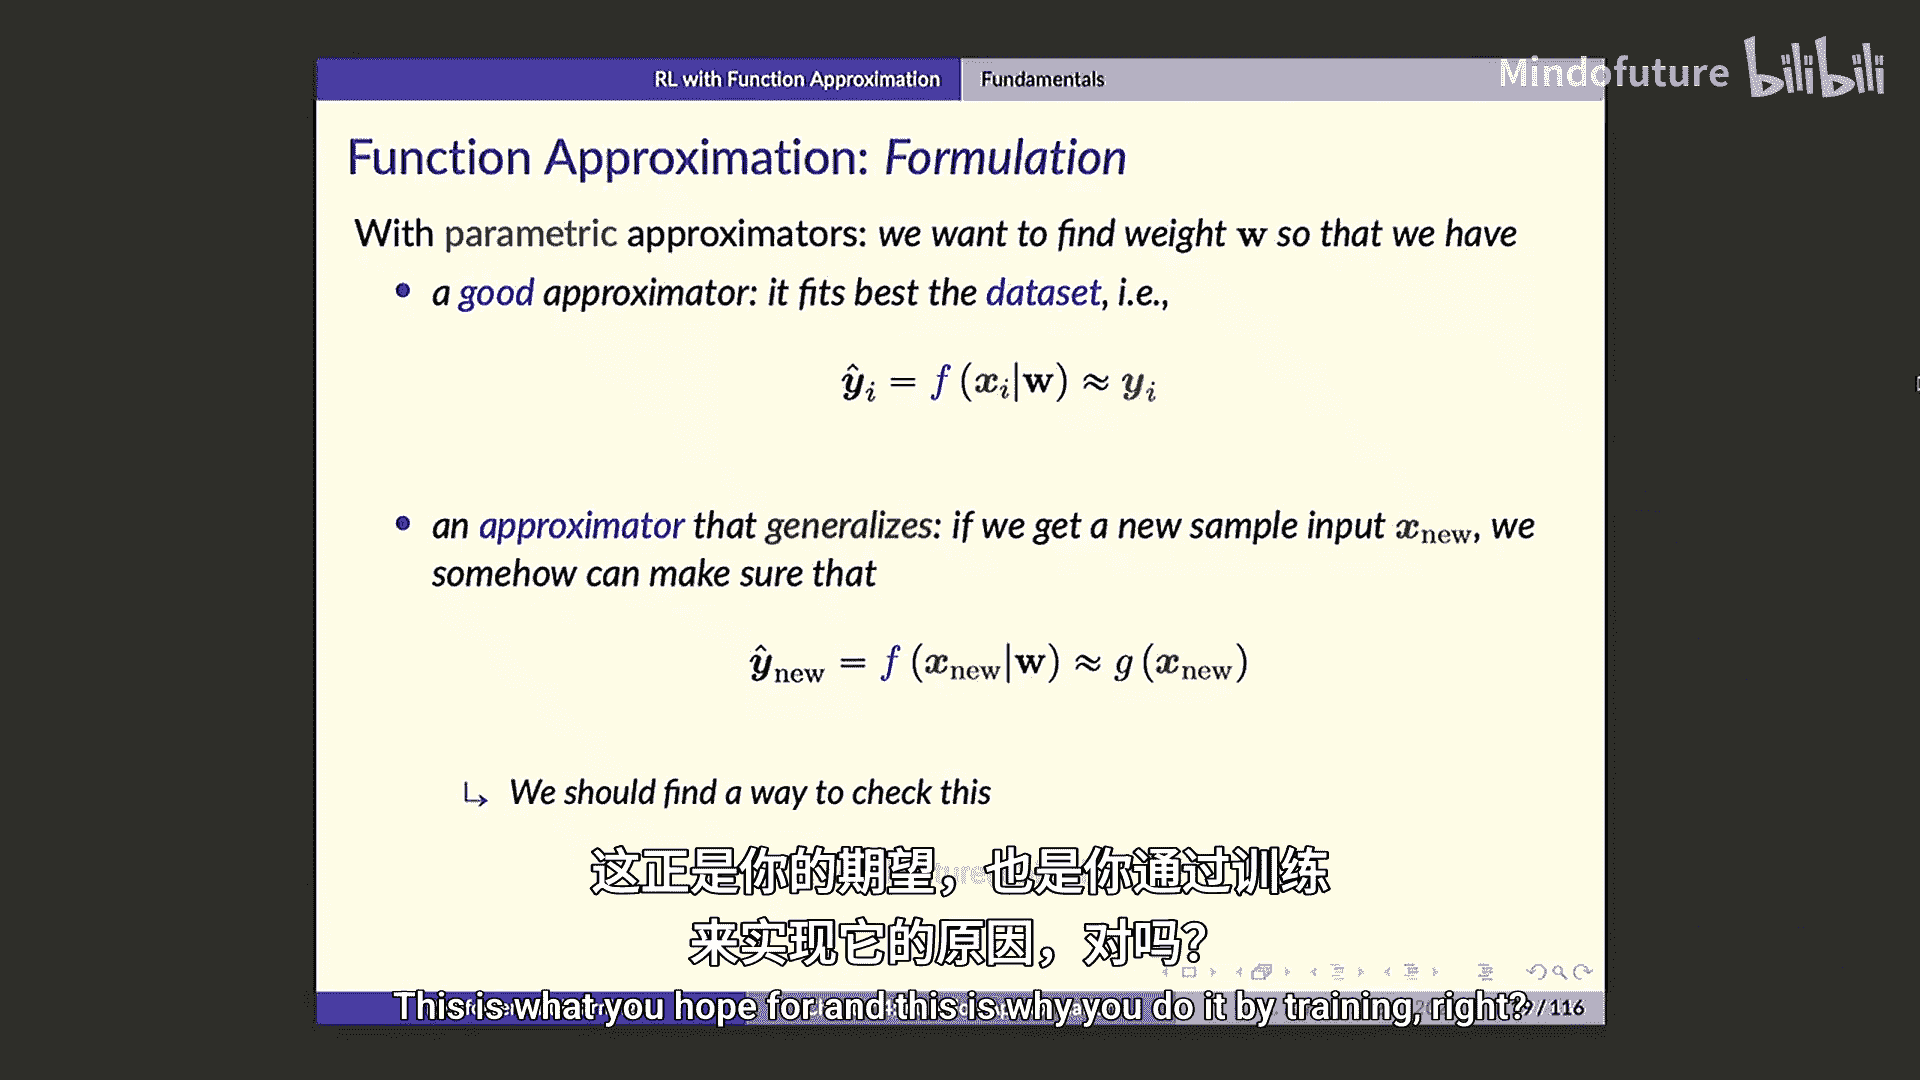 RL with Function Approximation
Fundamentals
Mindofuture bilibili
Function Approximation: Formulation
With parametric approximators: we want to find weight w so that we have
• a good approximator: it fits best the dataset, i.e.,
ŷᵢ = f (xᵢ|w) ≈ yᵢ
• an approximator that generalizes: if we get a new sample input x_new, we
somehow can make sure that
ŷ_new = f (x_new|w) ≈ g (x_new)
↳ We should find a way to check this
这正是你的期望，也是你通过训练
来实现它的原因，对吗？
This is what you hope for and this is why you do it by training, right?
/ 116